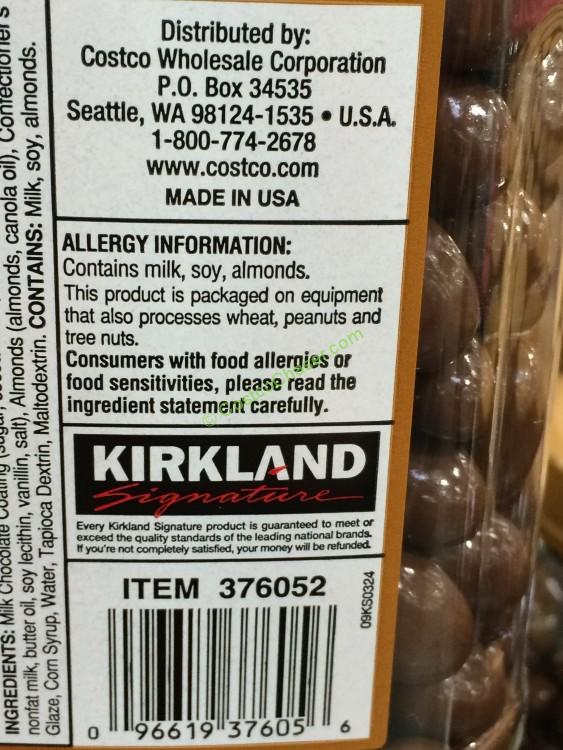 INGREDIENTS: Milk Chocolate Coating (sugar,
nonfat milk, butter oil, soy lecithin, vanillin, salt), Almonds (almonds, canola oil), Confectioner's
Glaze, Corn Syrup, Water, Tapioca Dextrin, Maltodextrin. CONTAINS: Milk, soy, almonds.
Distributed by:
Costco Wholesale Corporation
P.O. Box 34535
Seattle, WA 98124-1535 • U.S.A.
1-800-774-2678
www.costco.com
MADE IN USA
ALLERGY INFORMATION:
Contains milk, soy, almonds.
This product is packaged on equipment
that also processes wheat, peanuts and
tree nuts.
Consumers with food allergies or
food sensitivities, please read the
ingredient statement carefully.
KIRKLAND
Signature
Every Kirkland Signature product is guaranteed to meet or
exceed the quality standards of the leading national brands.
If you're not completely satisfied, your money will be refunded.
ITEM 376052
09KS0324
0 96619 37605 6
© CostcoChaser.com